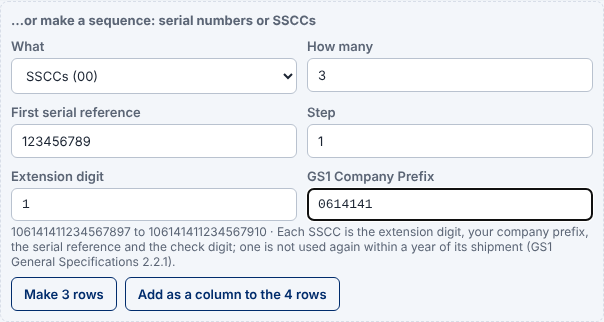 ...or make a sequence: serial numbers or SSCCs
What
How many
SSCCs (00)
3
First serial reference
Step
123456789
1
Extension digit
GS1 Company Prefix
1
0614141
106141411234567897 to 106141411234567910 · Each SSCC is the extension digit, your company prefix,
the serial reference and the check digit; one is not used again within a year of its shipment (GS1
General Specifications 2.2.1).
Make 3 rows
Add as a column to the 4 rows